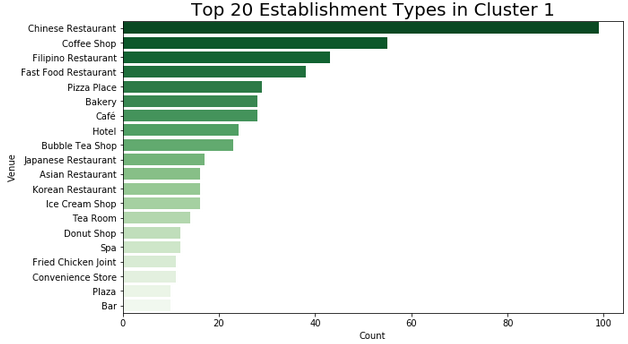 Top 20 Establishment Types in Cluster 1
Chinese Restaurant
Coffee Shop
Filipino Restaurant
Fast Food Restaurant
Pizza Place
Bakery
Café
Hotel
Bubble Tea Shop
Japanese Restaurant
Asian Restaurant
Korean Restaurant
Ice Cream Shop
Tea Room
Donut Shop
Spa
Fried Chicken Joint
Convenience Store
Plaza
Bar
Venue
0 20 40 60 80 100
Count